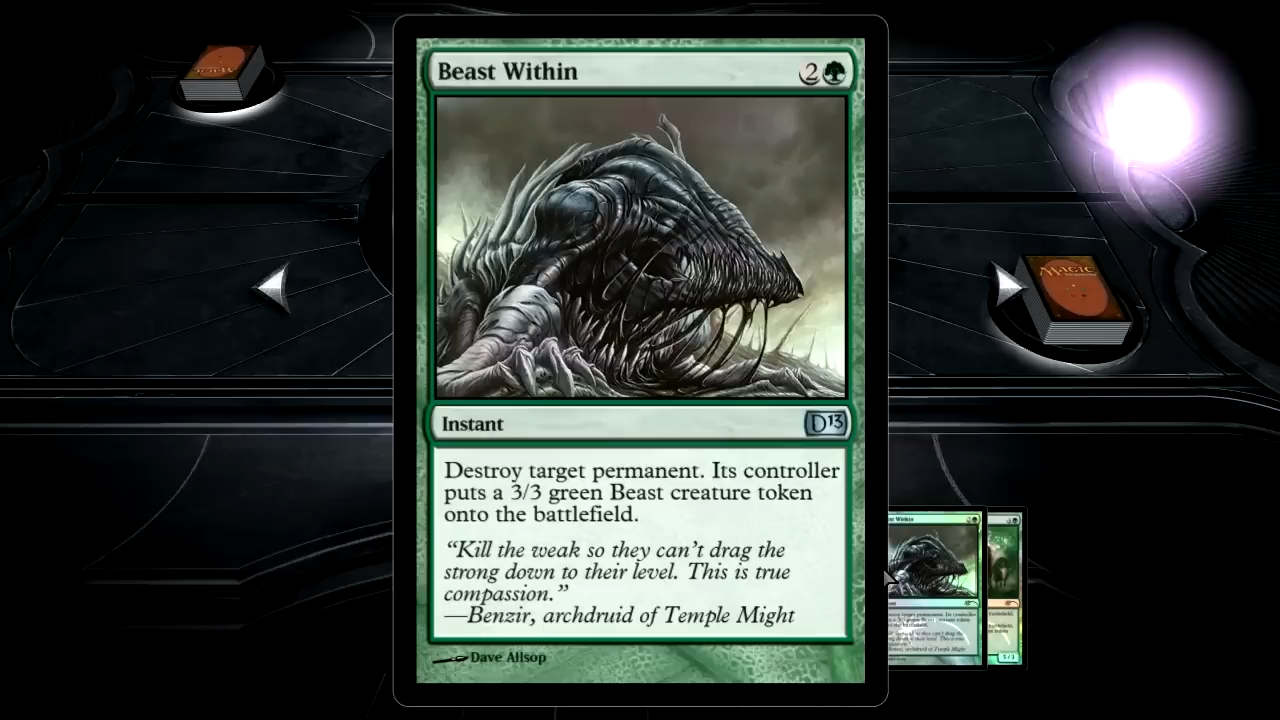 Beast Within
2
Instant
D13
Destroy target permanent. Its controller
puts a 3/3 green Beast creature token
onto the battlefield.
“Kill the weak so they can’t drag the
strong down to their level. This is true
compassion.”
—Benzir, archdruid of Temple Might
Dave Allsop
MAGIC